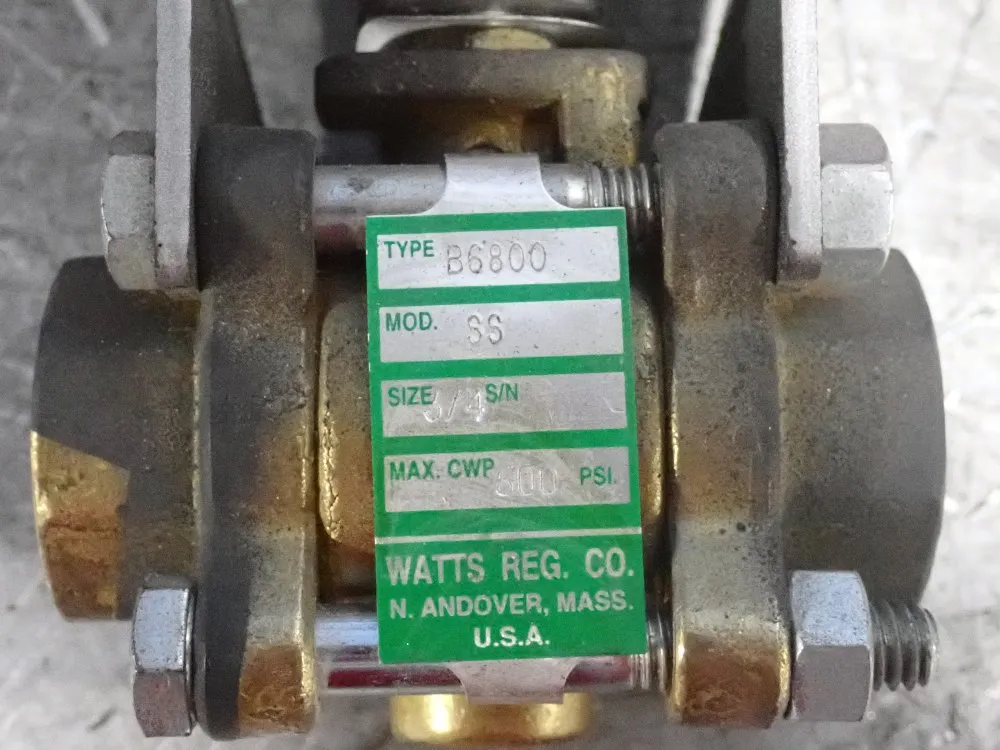 TYPE B6800
MOD. SS
SIZE 3/4 S/N
MAX. CWP 600 PSI.
WATTS REG. CO.
N. ANDOVER, MASS.
U.S.A.